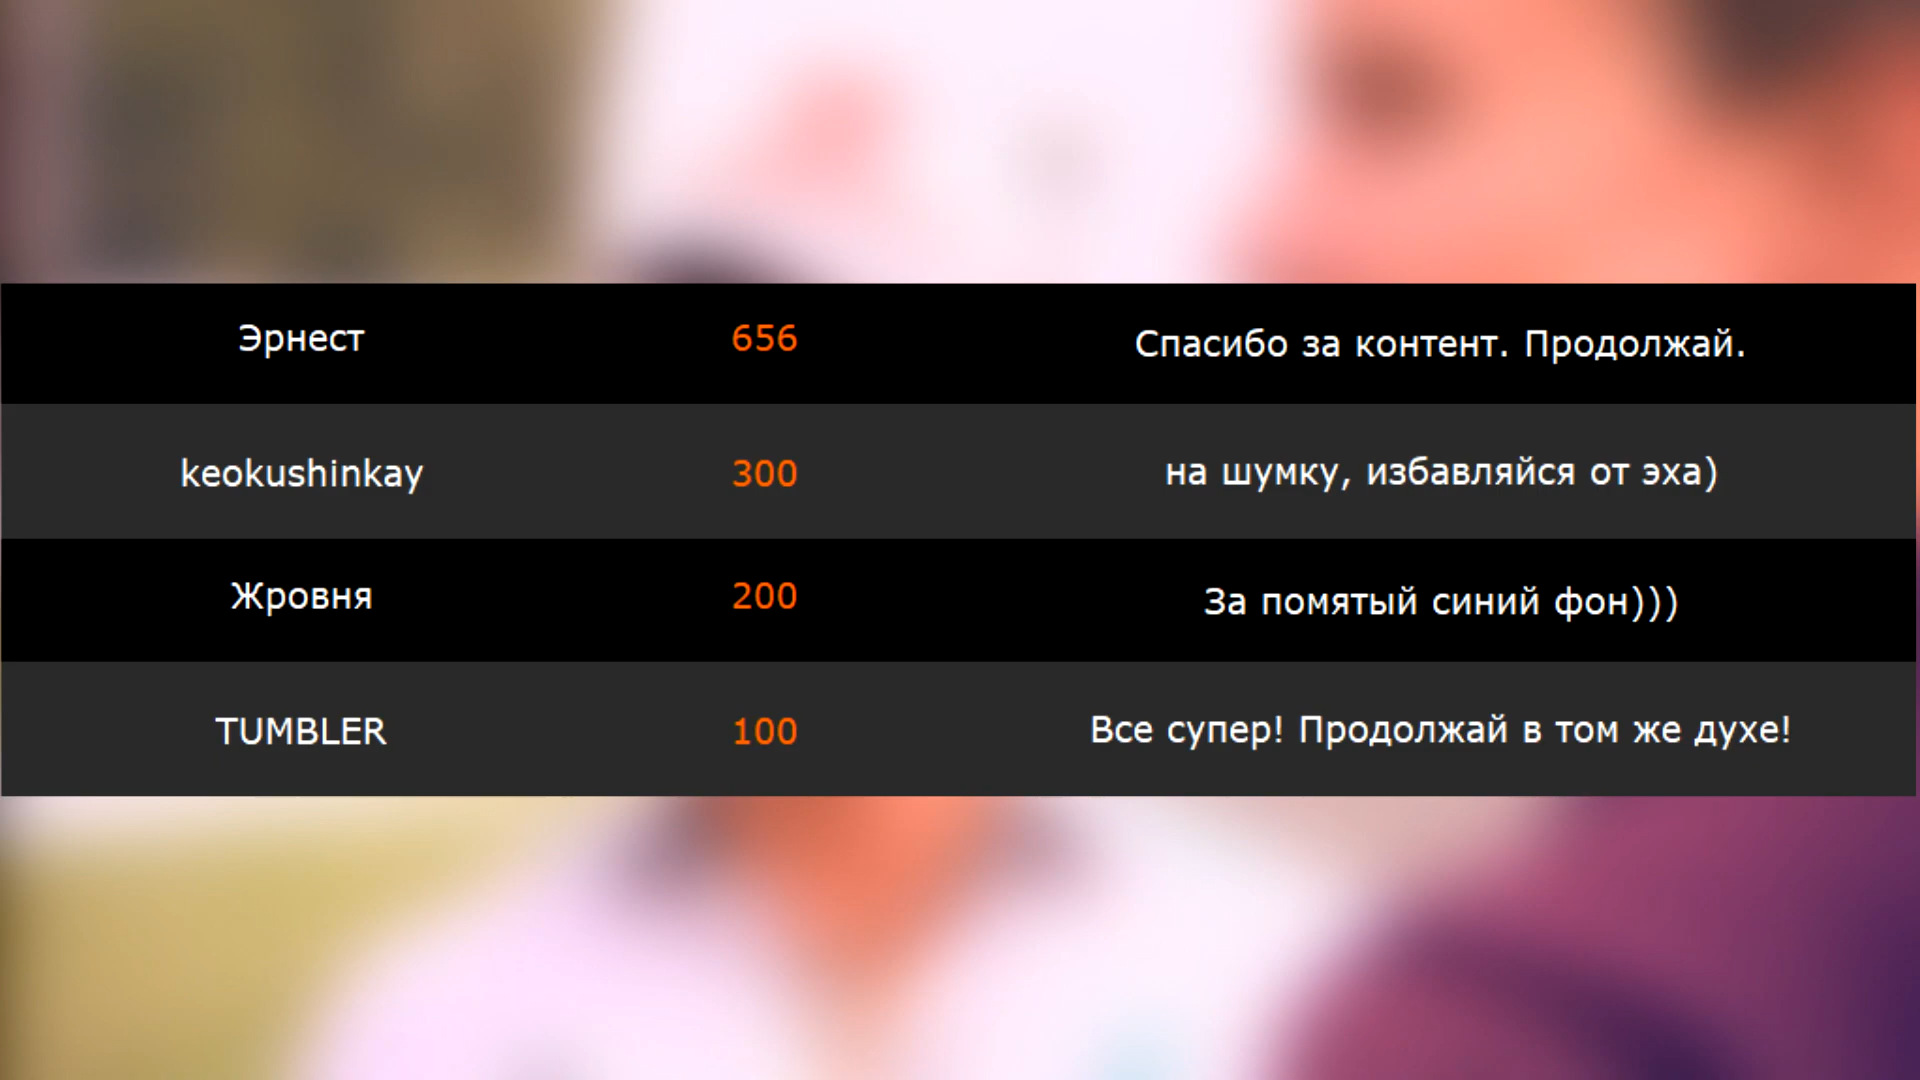 Эрнест 656 Спасибо за контент. Продолжай.
keokushinkay 300 на шумку, избавляйся от эха)
Жровня 200 За помятый синий фон)))
TUMBLER 100 Все супер! Продолжай в том же духе!